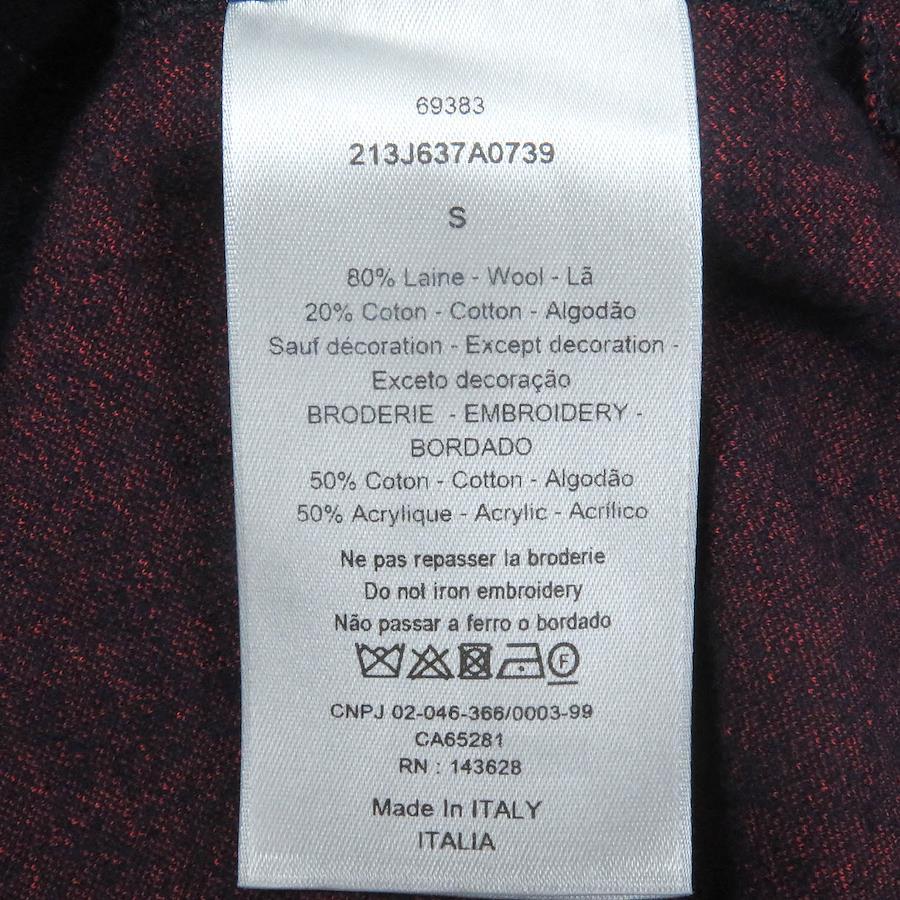 69383
213J637A0739
S
80% Laine - Wool - Lã
20% Coton - Cotton - Algodão
Sauf décoration - Except decoration -
Exceto decoração
BRODERIE - EMBROIDERY -
BORDADO
50% Coton - Cotton - Algodão
50% Acrylique - Acrylic - Acrílico
Ne pas repasser la broderie
Do not iron embroidery
Não passar a ferro o bordado
F
CNPJ 02-046-366/0003-99
CA65281
RN : 143628
Made In ITALY
ITALIA